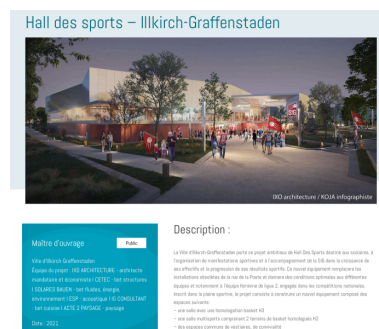 Hall des sports – Illkirch-Graffenstaden
IXO architecture / KOJA infographiste
Maître d'ouvrage
Public
Ville d'Illkirch-Graffenstaden
Équipe du projet : IXO ARCHITECTURE - architecte
mandataire et économiste | CETEC - bet structures
| SOLARES BAUEN - bet fluides, énergie,
environnement | ESP - acoustique | IG CONSULTANT
- bet cuisine | ACTE 2 PAYSAGE - paysage
Date : 2021
Description :
La Ville d'Illkirch-Graffenstaden porte ce projet ambitieux de Hall Des Sports destiné aux scolaires, à
l'organisation de manifestations sportives et à l'accompagnement de la SIG dans la croissance de
ses effectifs et la progression de ses résultats sportifs. Ce nouvel équipement remplacera les
installations obsolètes de la rue de la Poste et donnera des conditions optimales aux différentes
équipes et notamment à l'équipe féminine de ligue 2, engagée dans les compétitions nationales.
Inscrit dans la plaine sportive, le projet consiste à construire un nouvel équipement composé des
espaces suivants:
– une salle avec une homologation basket H3
– une salle multisports comprenant 2 terrains de basket homologués H2
– des espaces communs de vestiaires, de convivialité